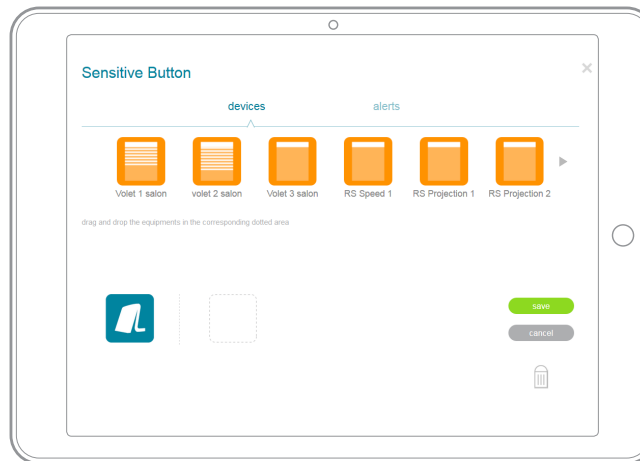 Sensitive Button
devices alerts
Volet 1 salon volet 2 salon Volet 3 salon RS Speed 1 RS Projection 1 RS Projection 2
drag and drop the equipments in the corresponding dotted area
save
cancel